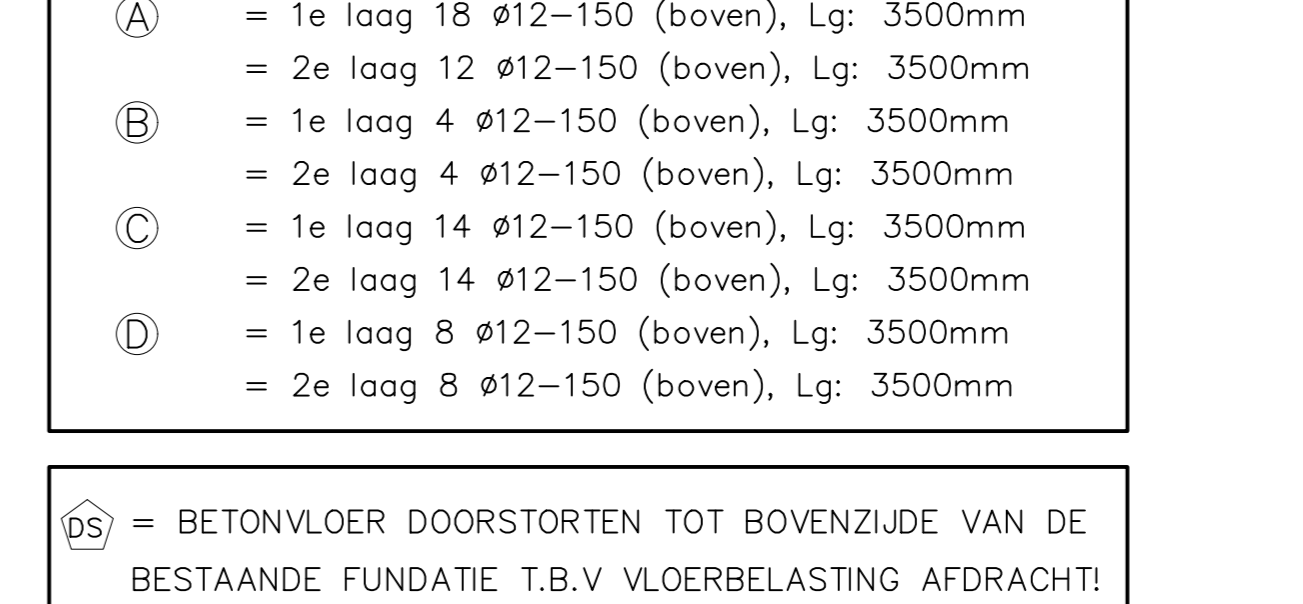 A = 1e laag 18 ø12-150 (boven), Lg: 3500mm
= 2e laag 12 ø12-150 (boven), Lg: 3500mm
B = 1e laag 4 ø12-150 (boven), Lg: 3500mm
= 2e laag 4 ø12-150 (boven), Lg: 3500mm
C = 1e laag 14 ø12-150 (boven), Lg: 3500mm
= 2e laag 14 ø12-150 (boven), Lg: 3500mm
D = 1e laag 8 ø12-150 (boven), Lg: 3500mm
= 2e laag 8 ø12-150 (boven), Lg: 3500mm
DS = BETONVLOER DOORSTORTEN TOT BOVENZIJDE VAN DE
BESTAANDE FUNDATIE T.B.V VLOERBELASTING AFDRACHT!